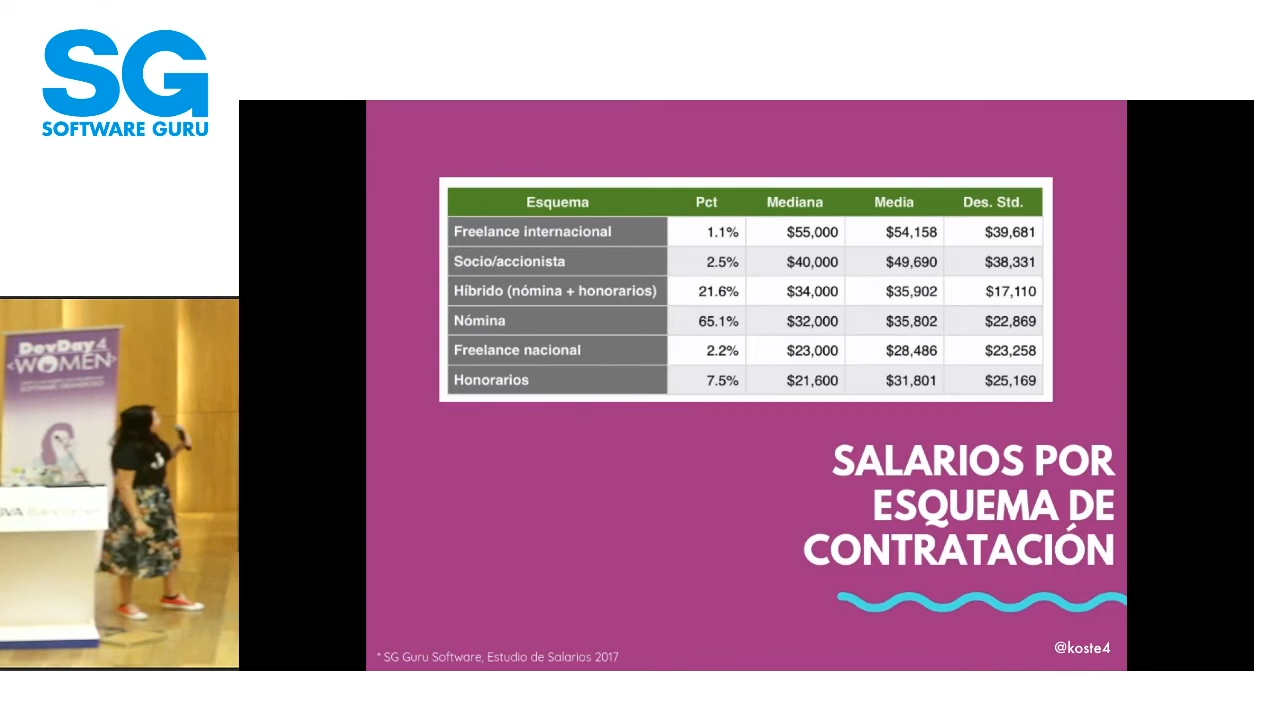 SG
SOFTWARE GURU
Esquema Pct Mediana Media Des. Std.
Freelance internacional 1.1% $55,000 $54,158 $39,681
Socio/accionista 2.5% $40,000 $49,690 $38,331
Híbrido (nómina + honorarios) 21.6% $34,000 $35,902 $17,110
Nómina 65.1% $32,000 $35,802 $22,869
Freelance nacional 2.2% $23,000 $28,486 $23,258
Honorarios 7.5% $21,600 $31,801 $25,169
SALARIOS POR
ESQUEMA DE
CONTRATACIÓN
@koste4
* SG Guru Software, Estudio de Salarios 2017
DevDay4
<WOMEN>